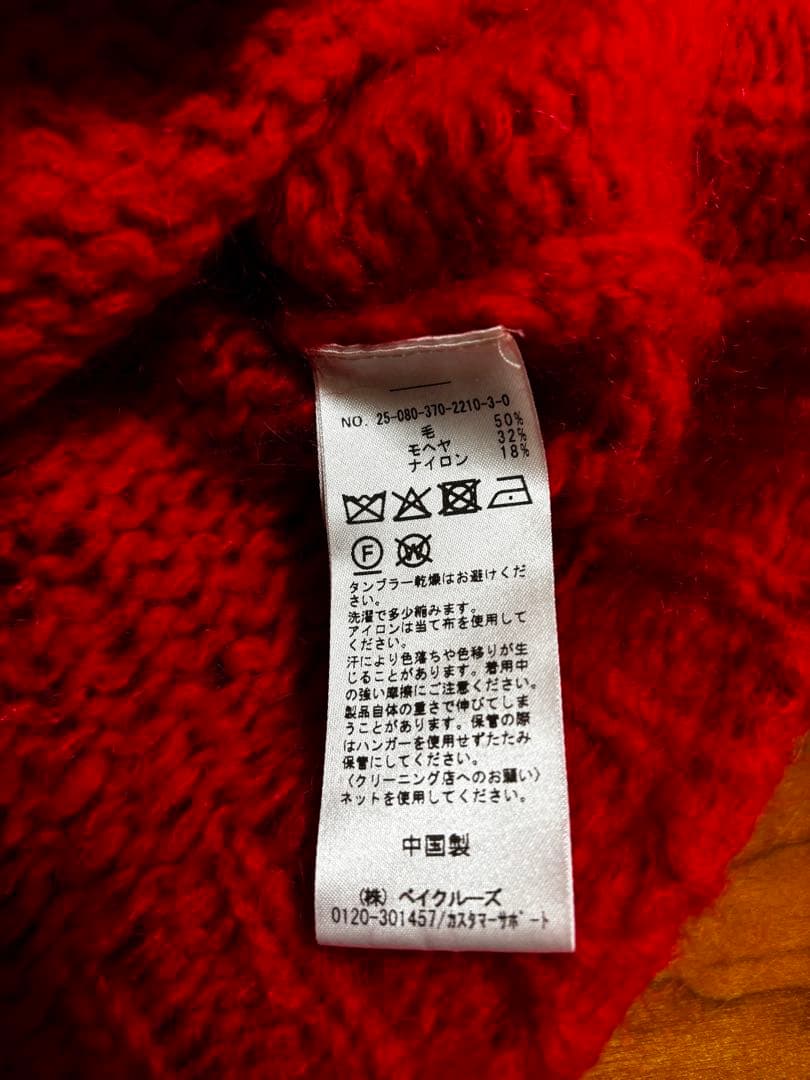 NO. 25-080-370-2210-3-0
毛 50%
モヘヤ 32%
ナイロン 18%
F W
タンブラー乾燥はお避けくだ
さい。
洗濯で多少縮みます。
アイロンは当て布を使用して
ください。
汗により色落ちや色移りが生
じることがあります。着用中
の強い摩擦にご注意ください。
製品自体の重さで伸びてしま
うことがあります。保管の際
はハンガーを使用せずたたみ
保管にしてください。
〈クリーニング店へのお願い〉
ネットを使用してください。
中国製
(株) ベイクルーズ
0120-301457/カスタマーサポート